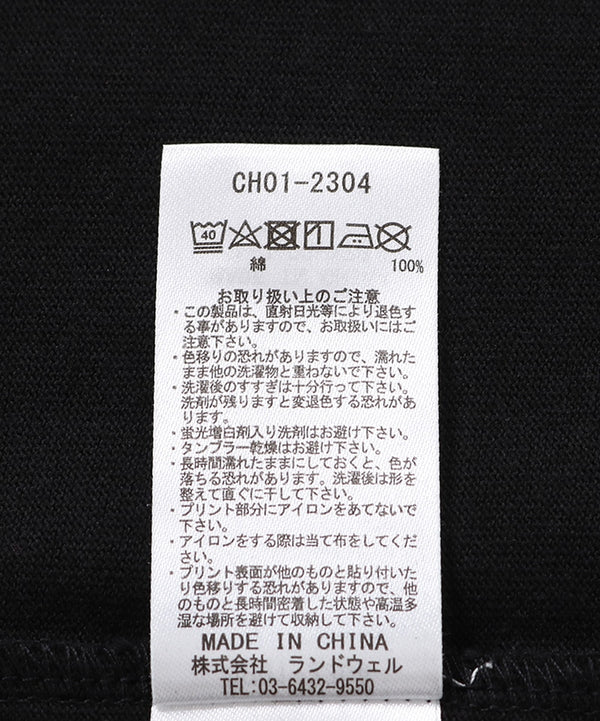 CH01-2304
40
綿 100%
お取り扱い上のご注意
・この製品は、直射日光等により退色す
る事がありますので、お取扱いにはご
注意下さい。
・色移りの恐れがありますので、濡れた
まま他の洗濯物と重ねないで下さい。
・洗濯後のすすぎは十分行って下さい。
洗剤が残りますと変退色する恐れがあ
ります。
・蛍光増白剤入り洗剤はお避け下さい。
・タンブラー乾燥はお避け下さい。
・長時間濡れたままにしておくと、色が
落ちる恐れがあります。洗濯後は形を
整えて直ぐに干して下さい。
・プリント部分にアイロンをあてないで
下さい。
・アイロンをする際は当て布をしてくだ
さい。
・プリント表面が他のものと貼り付いた
り色移りする恐れがありますので、他
のものと長時間密着した状態や高温多
湿な場所を避けて収納して下さい。
MADE IN CHINA
株式会社 ランドウェル
TEL:03-6432-9550